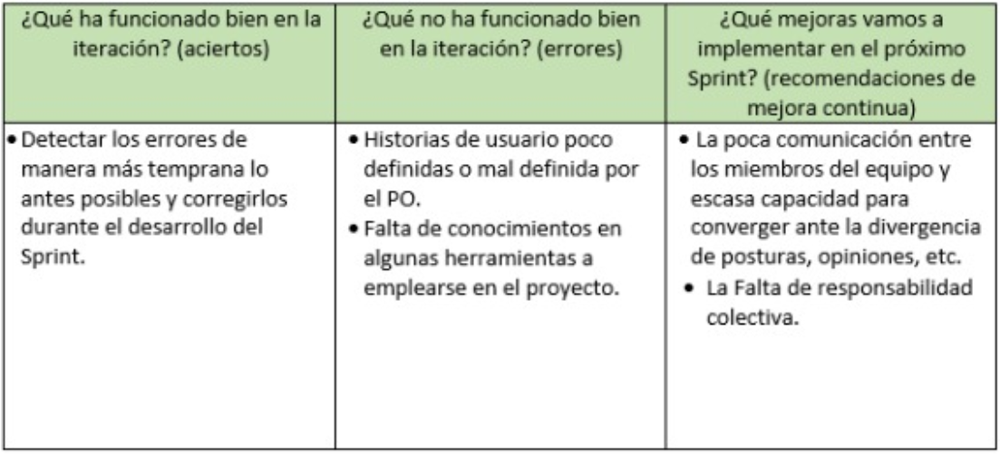 ¿Qué ha funcionado bien en la
iteración? (aciertos)
¿Qué no ha funcionado bien
en la iteración? (errores)
¿Qué mejoras vamos a
implementar en el próximo
Sprint? (recomendaciones de
mejora continua)
• Detectar los errores de
manera más temprana lo
antes posibles y corregirlos
durante el desarrollo del
Sprint.
• Historias de usuario poco
definidas o mal definida por
el PO.
• Falta de conocimientos en
algunas herramientas a
emplearse en el proyecto.
• La poca comunicación entre
los miembros del equipo y
escasa capacidad para
converger ante la divergencia
de posturas, opiniones, etc.
• La Falta de responsabilidad
colectiva.